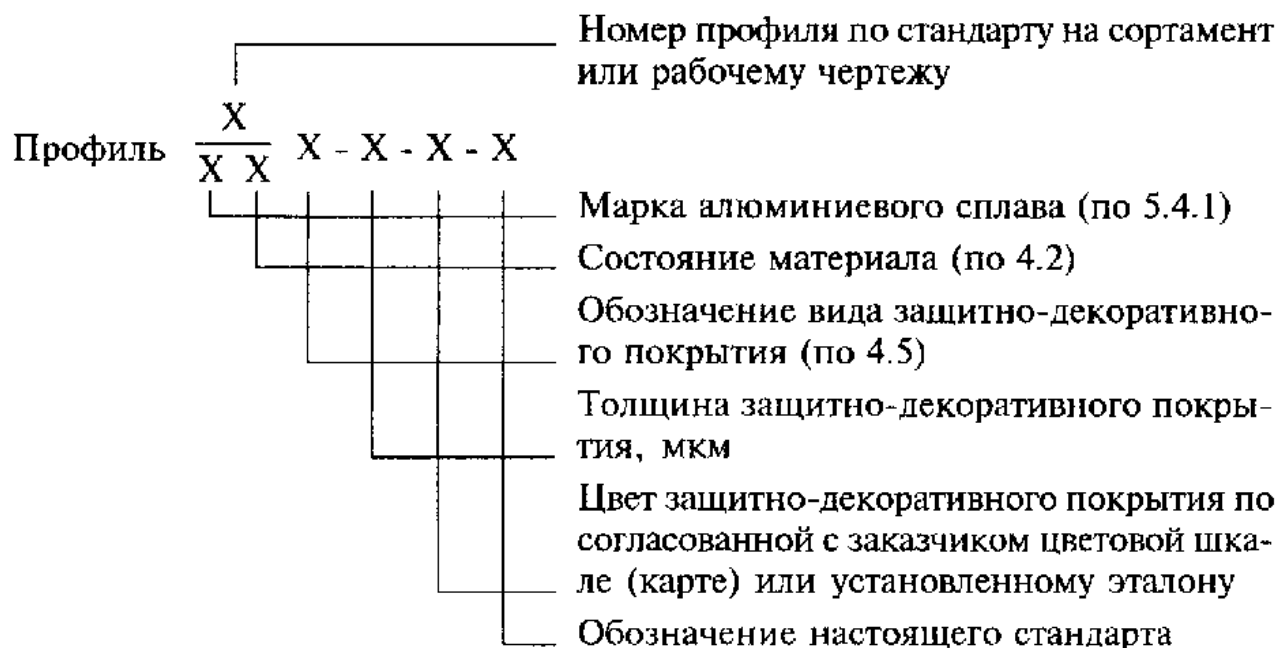 Номер профиля по стандарту на сортамент
или рабочему чертежу
X
Профиль X X X - X - X - X
Марка алюминиевого сплава (по 5.4.1)
Состояние материала (по 4.2)
Обозначение вида защитно-декоративно-
го покрытия (по 4.5)
Толщина защитно-декоративного покры-
тия, мкм
Цвет защитно-декоративного покрытия по
согласованной с заказчиком цветовой шка-
ле (карте) или установленному эталону
Обозначение настоящего стандарта